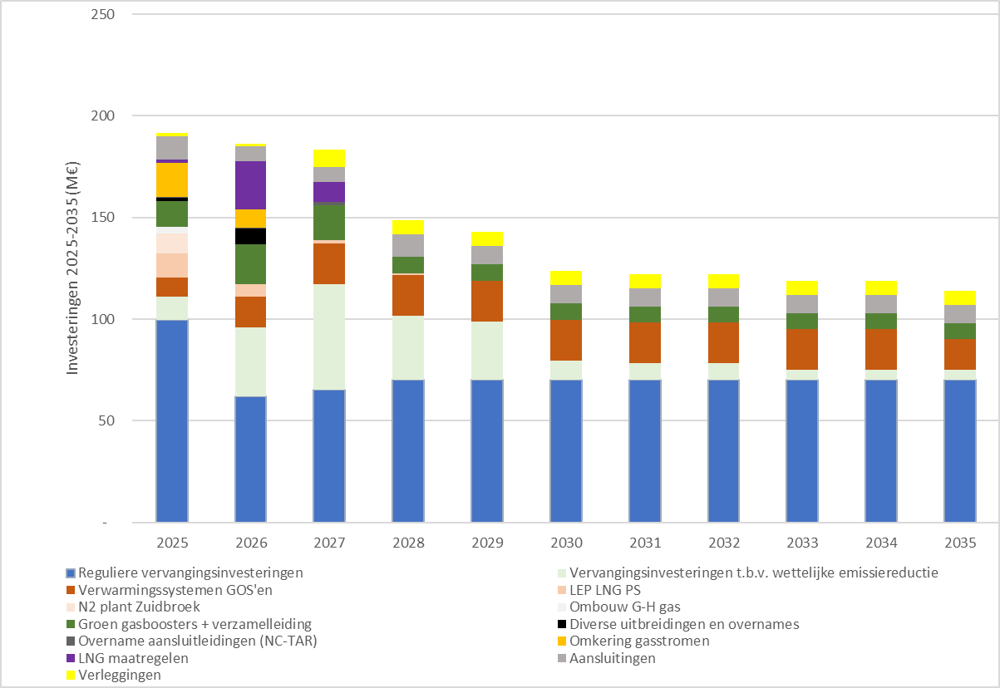 250
200
150
100
50
-
Investeringen 2025-2035(M€)
2025 2026 2027 2028 2029 2030 2031 2032 2033 2034 2035
Reguliere vervangingsinvesteringen
Vervangingsinvesteringen t.b.v. wettelijke emissiereductie
Verwarmingssystemen GOS'en
LEP LNG PS
N2 plant Zuidbroek
Ombouw G-H gas
Groen gasboosters + verzamelleiding
Diverse uitbreidingen en overnames
Overname aansluitleidingen (NC-TAR)
Omkering gasstromen
LNG maatregelen
Aansluitingen
Verleggingen